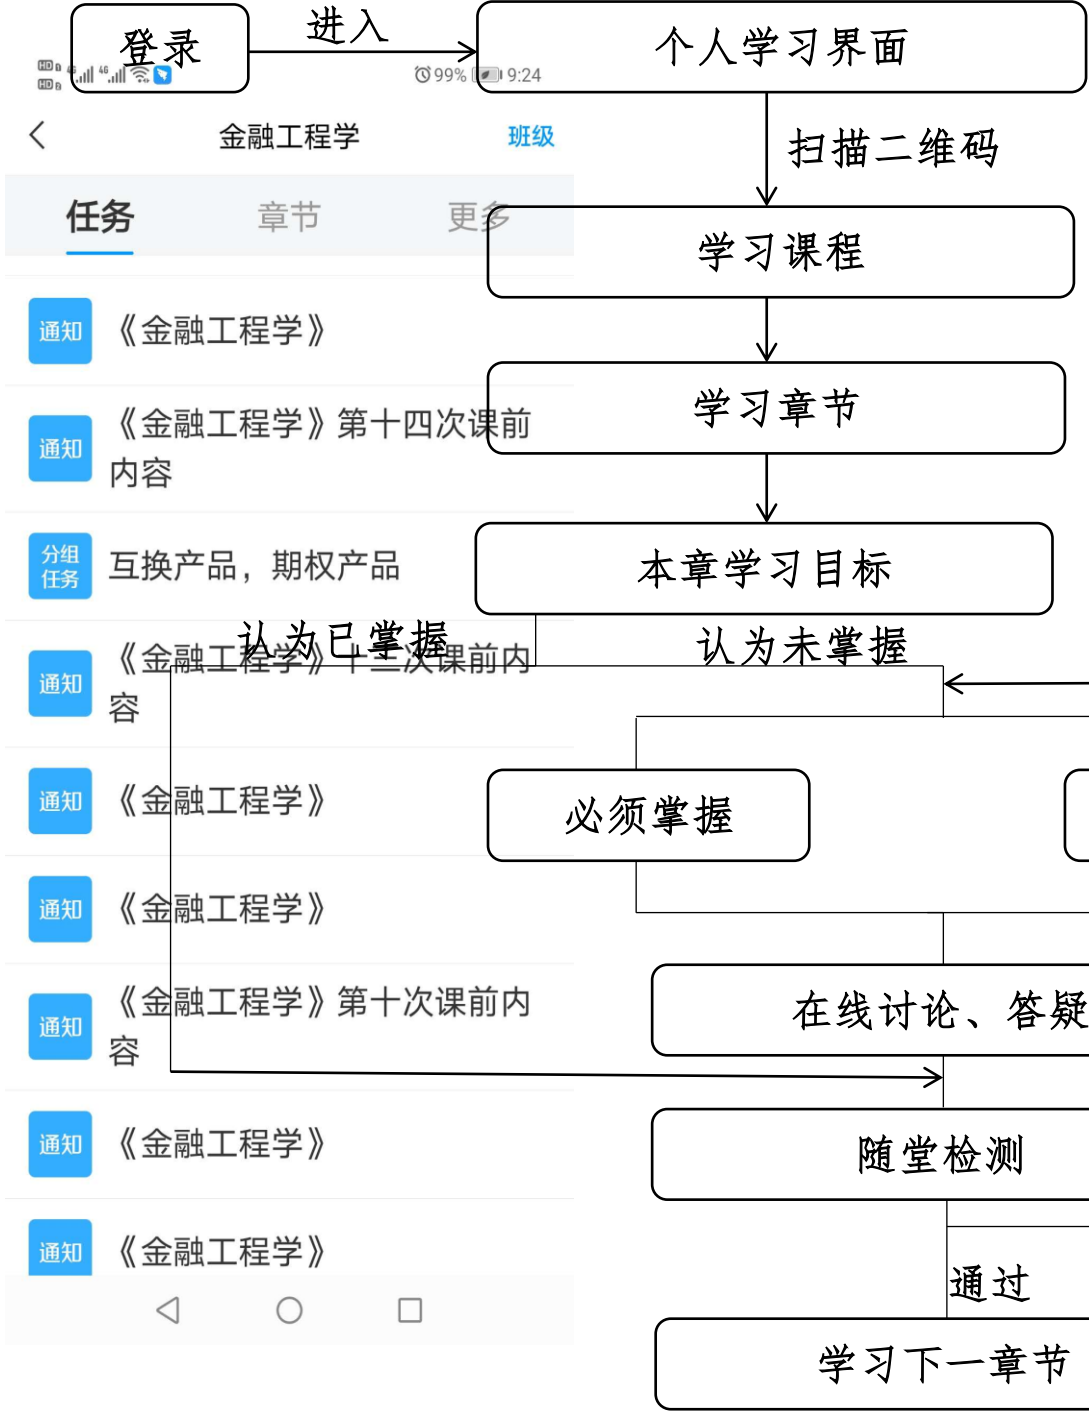 登录
进入
个人学习界面
HD 1 4G 4G 99% 9:24
HD 2
金融工程学
班级
扫描二维码
任务
章节
更多
学习课程
通知
《金融工程学》
学习章节
通知
《金融工程学》第十四次课前
内容
分组
任务
互换产品，期权产品
本章学习目标
认为已掌握
认为未掌握
通知
《金融工程学》十三次课前内
容
通知
《金融工程学》
必须掌握
通知
《金融工程学》
通知
《金融工程学》第十次课前内
容
在线讨论、答疑
通知
《金融工程学》
随堂检测
通知
《金融工程学》
通过
学习下一章节